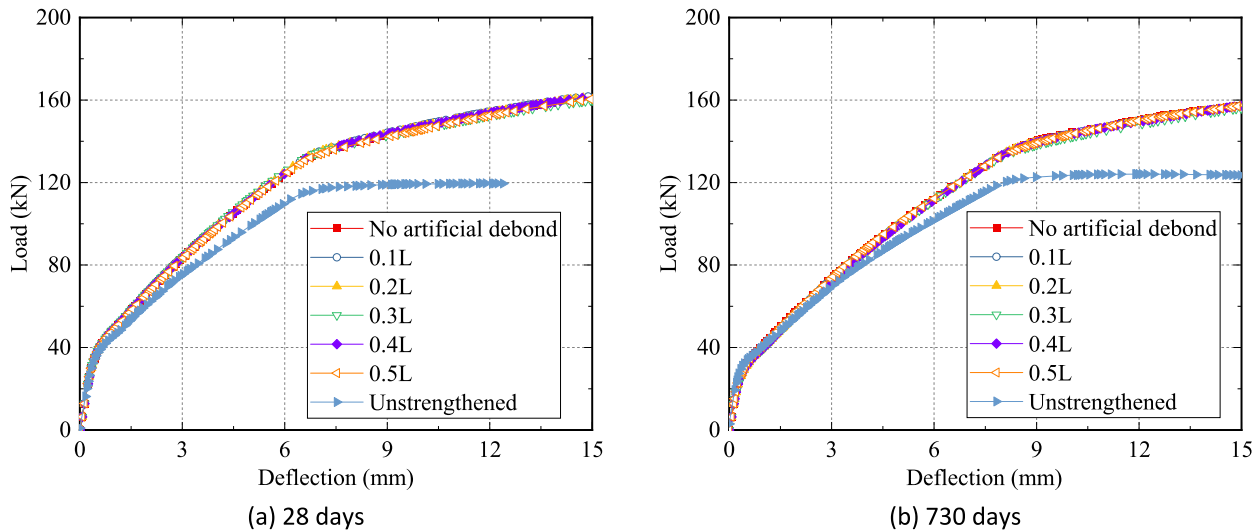 200
160
120
80
40
0
Load (kN)
No artificial debond
0.1L
0.2L
0.3L
0.4L
0.5L
Unstrengthened
0 3 6 9 12 15
Deflection (mm)
(a) 28 days
200
160
120
80
40
0
Load (kN)
No artificial debond
0.1L
0.2L
0.3L
0.4L
0.5L
Unstrengthened
0 3 6 9 12 15
Deflection (mm)
(b) 730 days